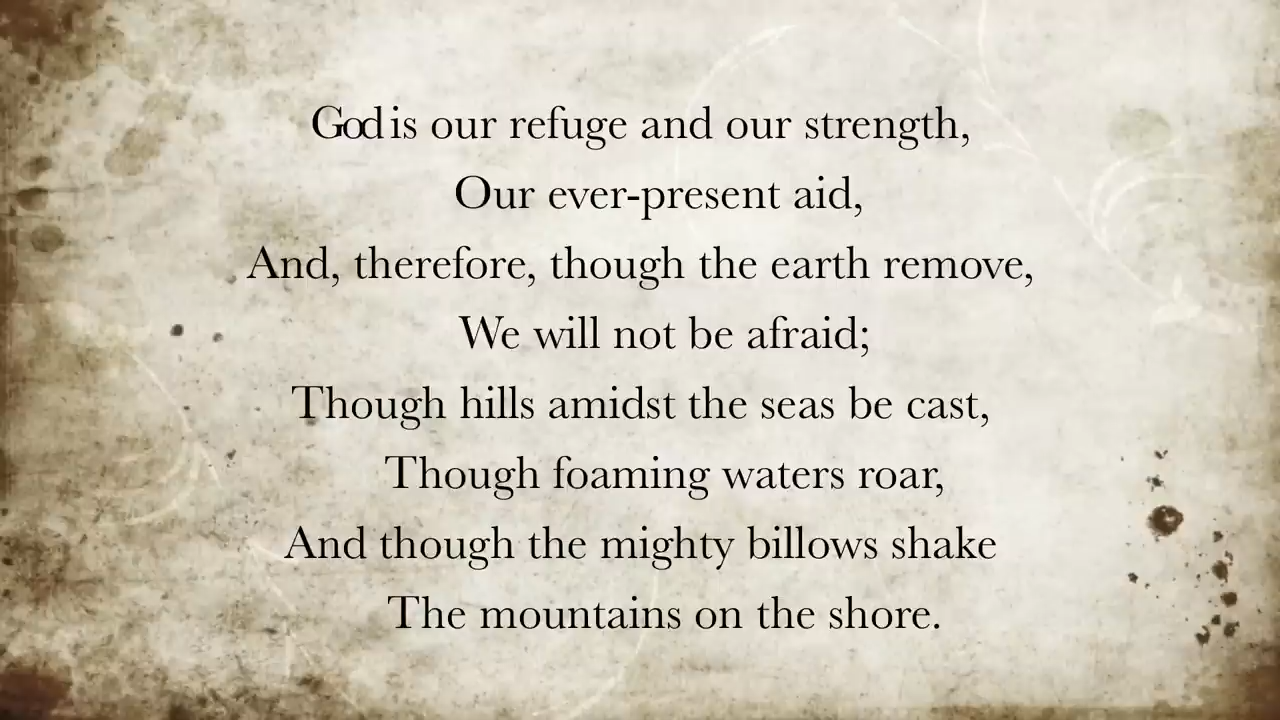 God is our refuge and our strength,
Our ever-present aid,
And, therefore, though the earth remove,
We will not be afraid;
Though hills amidst the seas be cast,
Though foaming waters roar,
And though the mighty billows shake
The mountains on the shore.